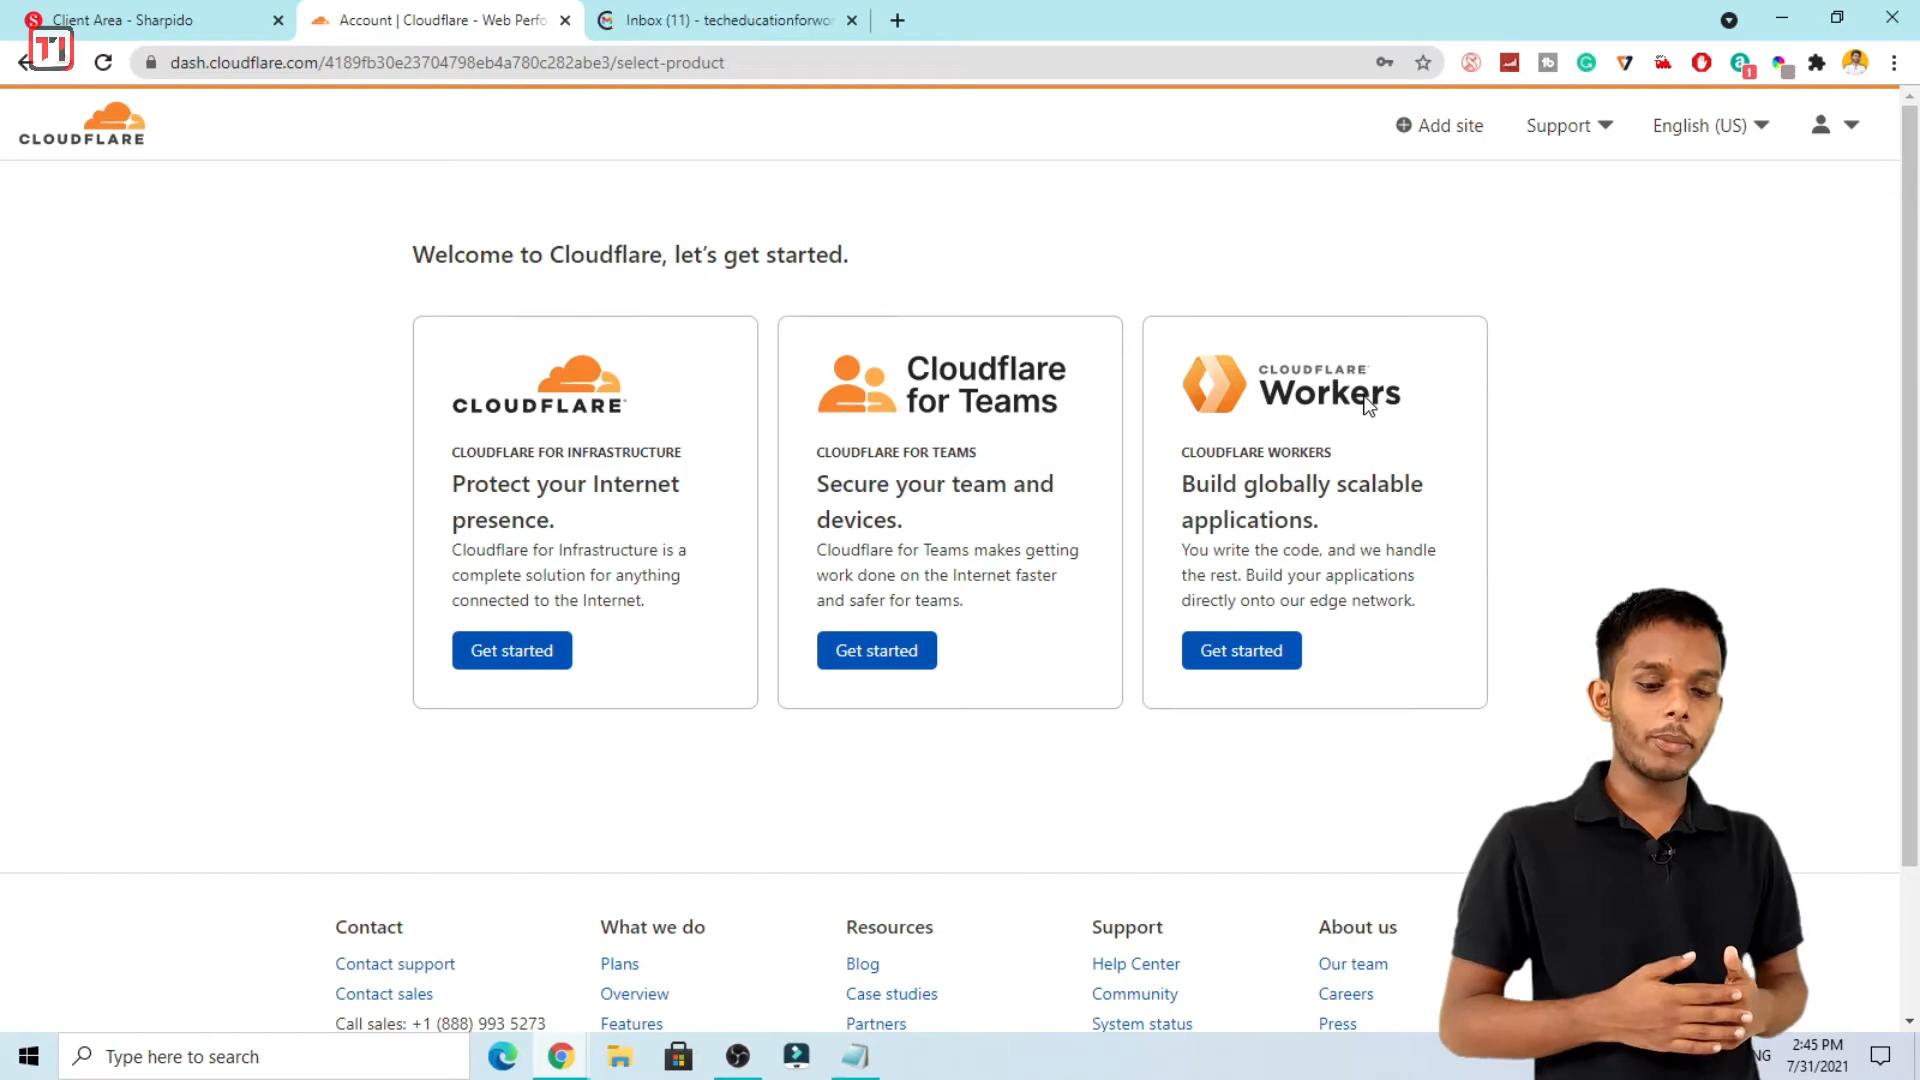 Client Area - Sharpido
Account | Cloudflare - Web Perfo
Inbox (11) - techeducationforwor
TI
dash.cloudflare.com/4189fb30e23704798eb4a780c282abe3/select-product
1
CLOUDFLARE
Add site
Support
English (US)
Welcome to Cloudflare, let's get started.
CLOUDFLARE
CLOUDFLARE FOR INFRASTRUCTURE
Protect your Internet
presence.
Cloudflare for Infrastructure is a
complete solution for anything
connected to the Internet.
Get started
Cloudflare
for Teams
CLOUDFLARE FOR TEAMS
Secure your team and
devices.
Cloudflare for Teams makes getting
work done on the Internet faster
and safer for teams.
Get started
CLOUDFLARE
Workers
CLOUDFLARE WORKERS
Build globally scalable
applications.
You write the code, and we handle
the rest. Build your applications
directly onto our edge network.
Get started
Contact
Contact support
Contact sales
Call sales: +1 (888) 993 5273
What we do
Plans
Overview
Features
Resources
Blog
Case studies
Partners
Support
Help Center
Community
System status
About us
Our team
Careers
Press
Type here to search
NG
2:45 PM
7/31/2021